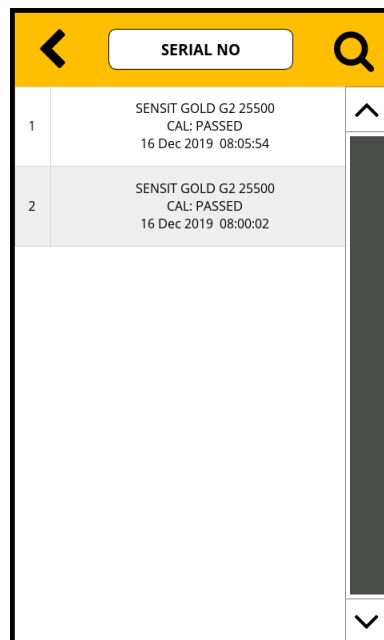 SERIAL NO
1
SENSIT GOLD G2 25500
CAL: PASSED
16 Dec 2019 08:05:54
2
SENSIT GOLD G2 25500
CAL: PASSED
16 Dec 2019 08:00:02